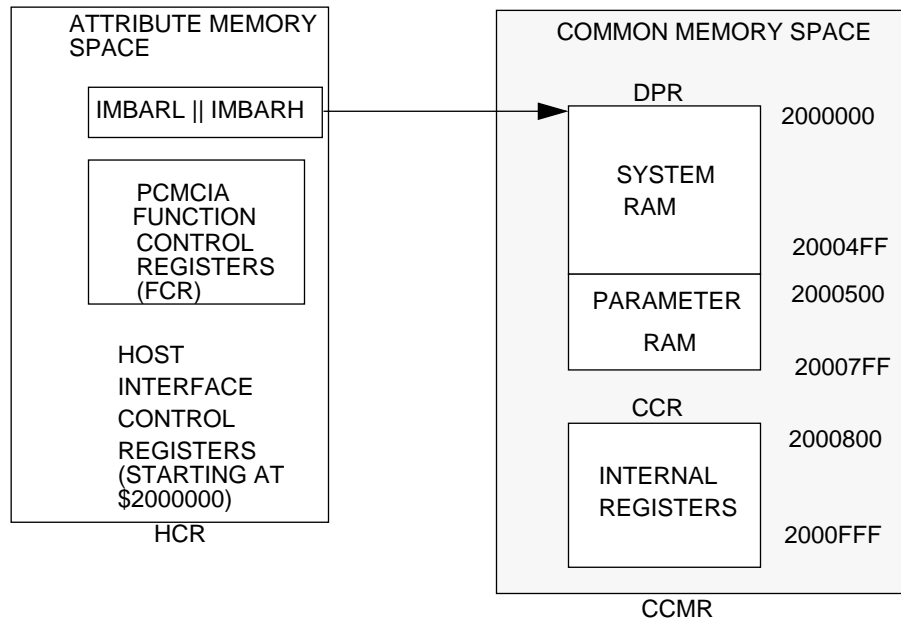 ATTRIBUTE MEMORY
SPACE
IMBARL || IMBARH
PCMCIA
FUNCTION
CONTROL
REGISTERS
(FCR)
HOST
INTERFACE
CONTROL
REGISTERS
(STARTING AT
$2000000)
HCR
COMMON MEMORY SPACE
DPR
2000000
SYSTEM
RAM
20004FF
PARAMETER
2000500
RAM
20007FF
CCR
2000800
INTERNAL
REGISTERS
2000FFF
CCMR